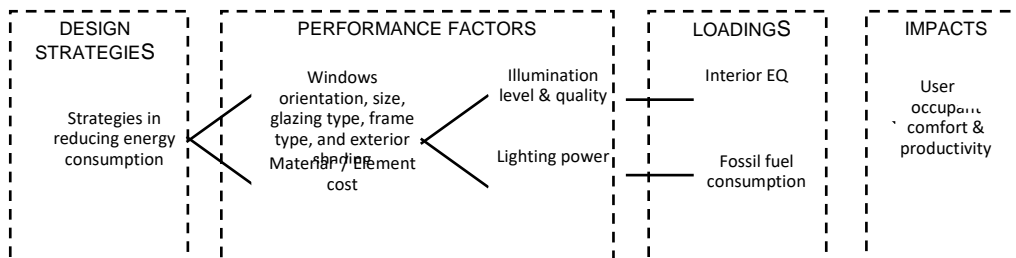 DESIGN
STRATEGIES
PERFORMANCE FACTORS
LOADINGS
IMPACTS
Strategies in
reducing energy
consumption
Windows
orientation, size,
glazing type, frame
type, and exterior
shading
Material / Element
cost
Illumination
level & quality
Lighting power
Interior EQ
Fossil fuel
consumption
User
comfort &
productivity